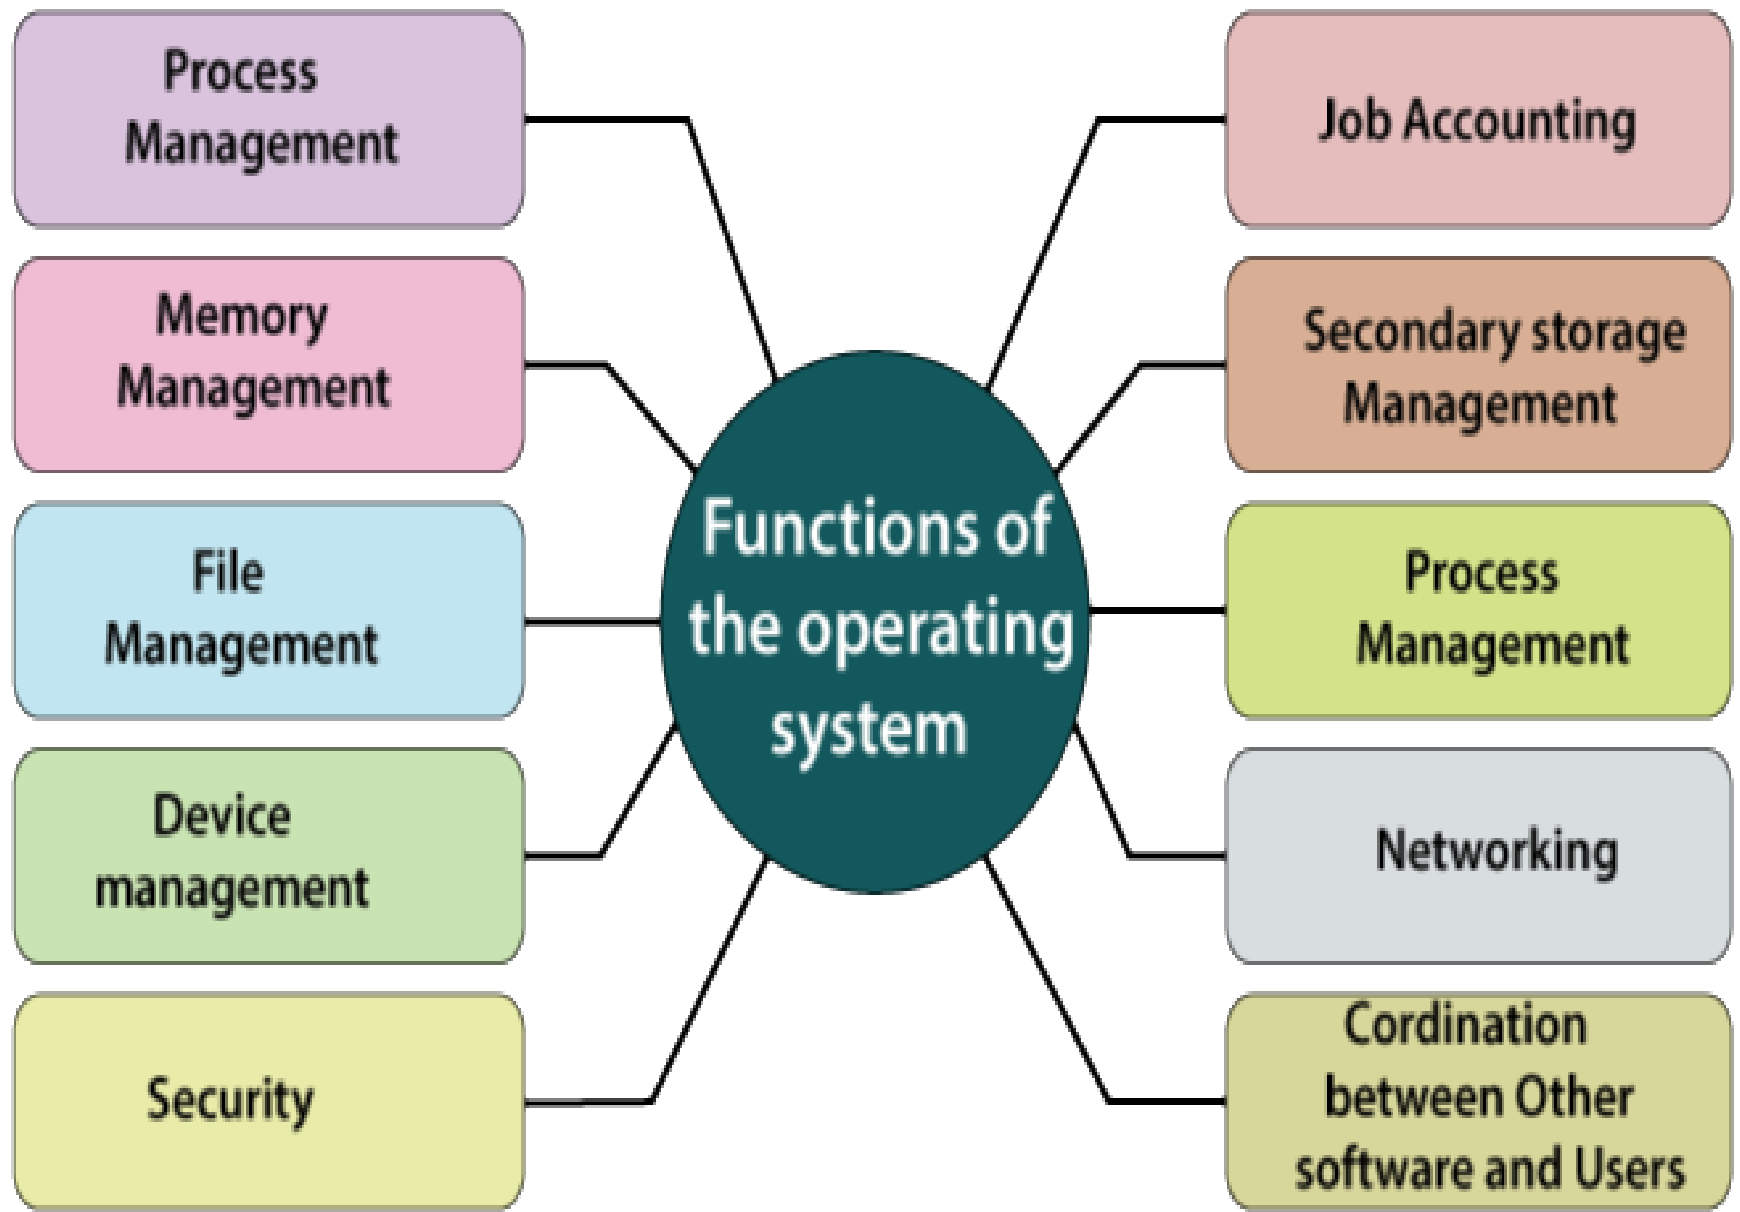 Process
Management
Memory
Management
File
Management
Device
management
Security
Functions of
the operating
system
Job Accounting
Secondary storage
Management
Process
Management
Networking
Cordination
between Other
software and Users